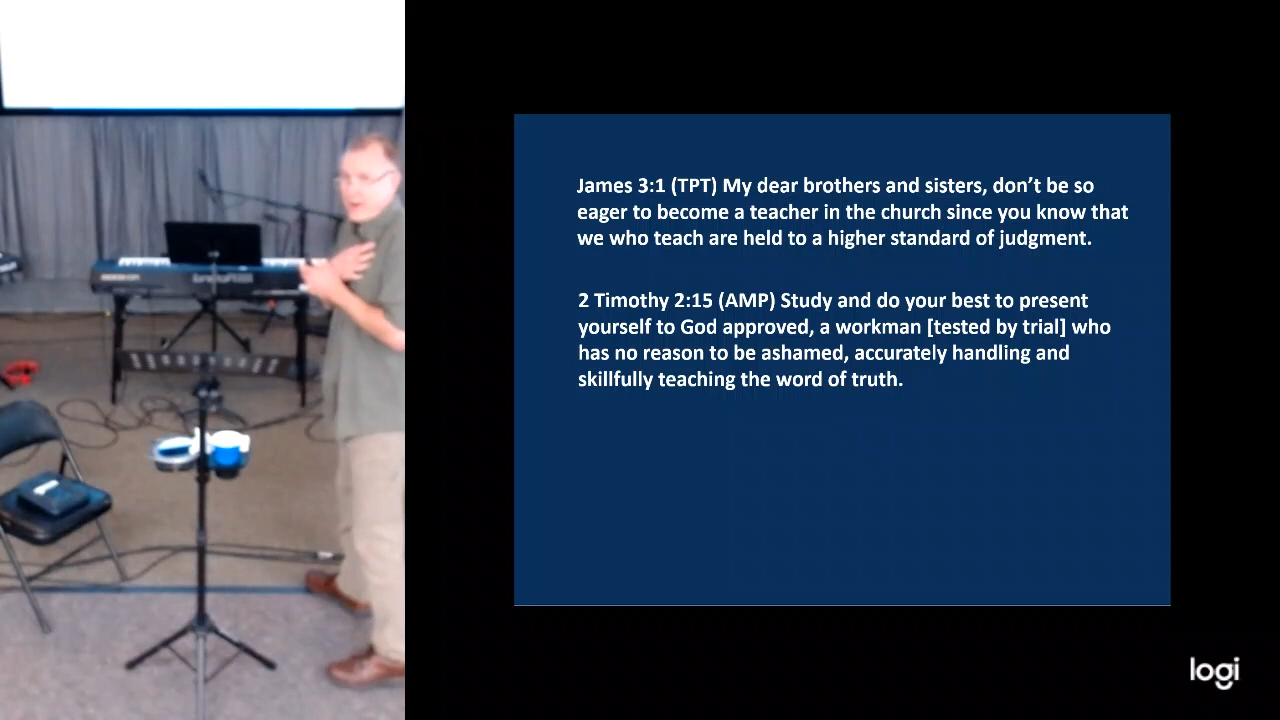 James 3:1 (TPT) My dear brothers and sisters, don’t be so
eager to become a teacher in the church since you know that
we who teach are held to a higher standard of judgment.
2 Timothy 2:15 (AMP) Study and do your best to present
yourself to God approved, a workman [tested by trial] who
has no reason to be ashamed, accurately handling and
skillfully teaching the word of truth.
logi